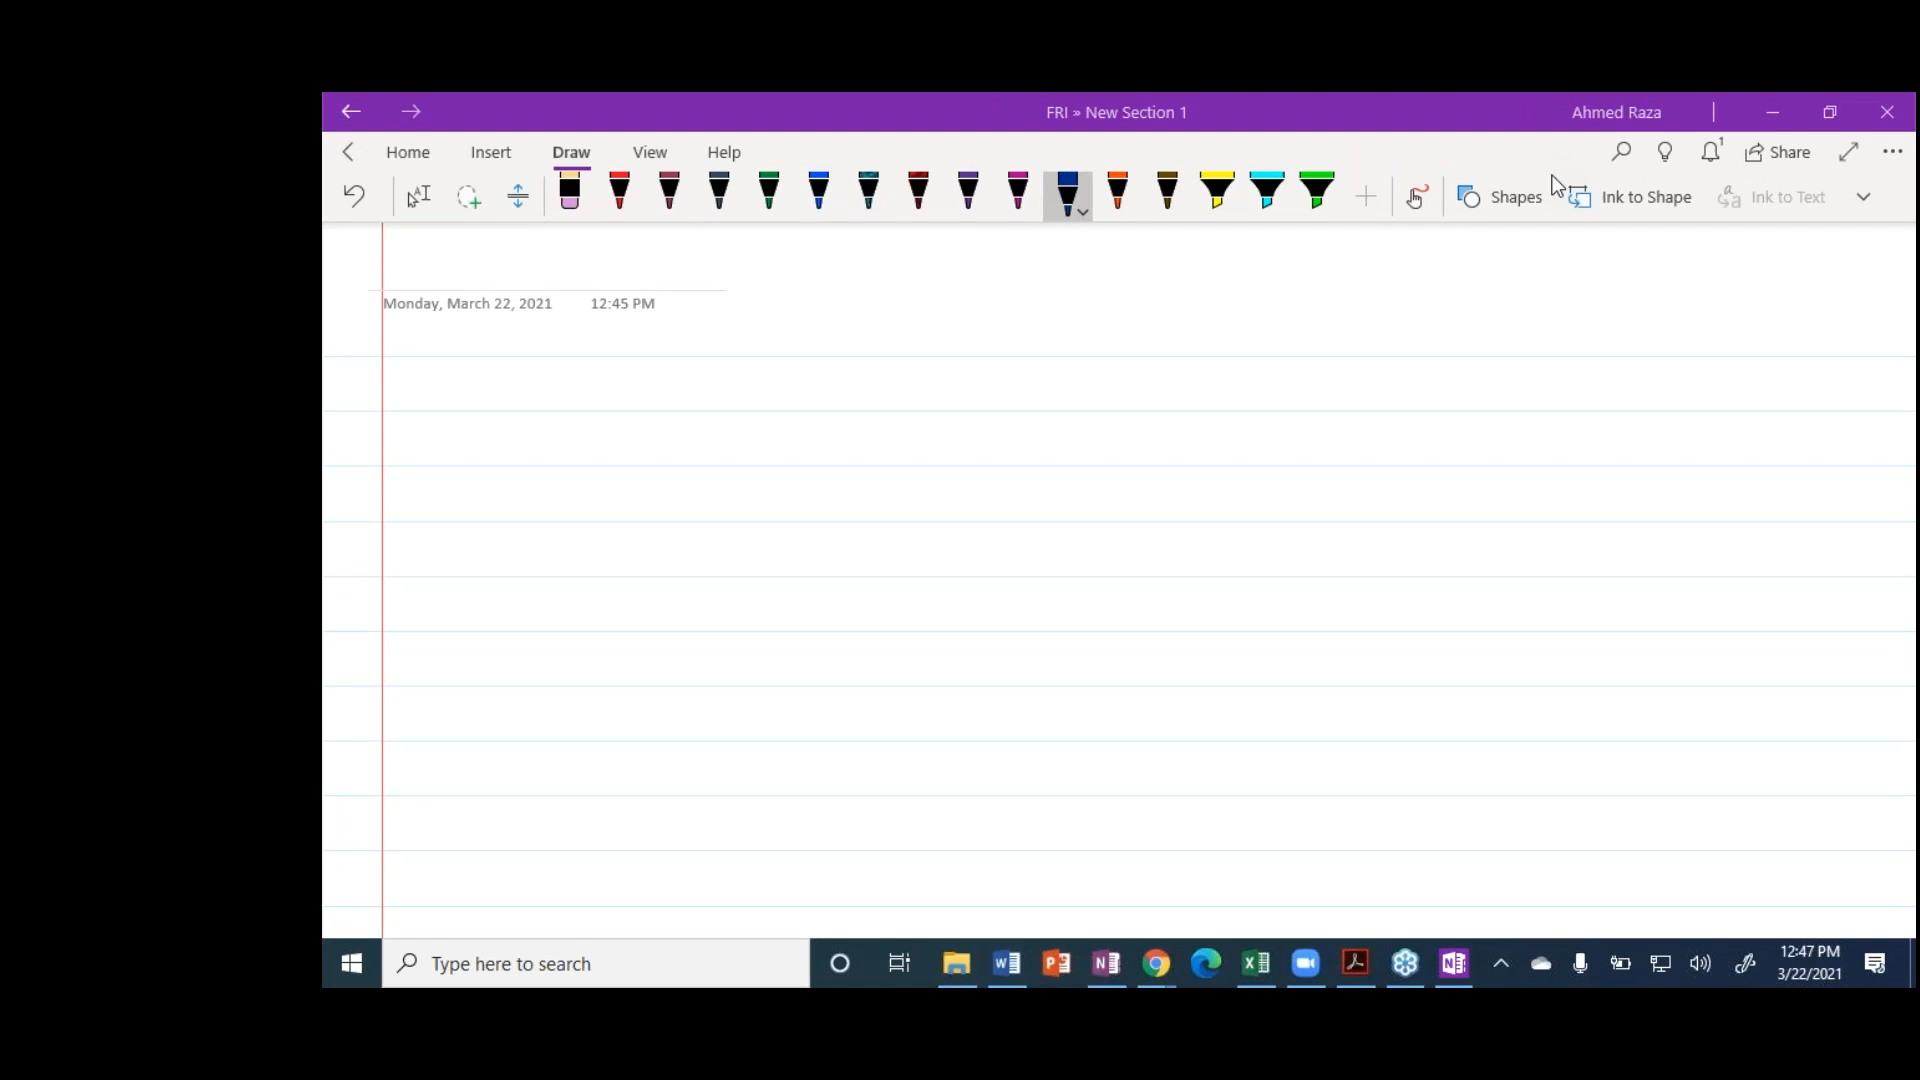 FRI » New Section 1
Ahmed Raza
Home Insert Draw View Help
1
Share
Shapes
Ink to Shape
Ink to Text
Monday, March 22, 2021 12:45 PM
Type here to search
12:47 PM
3/22/2021